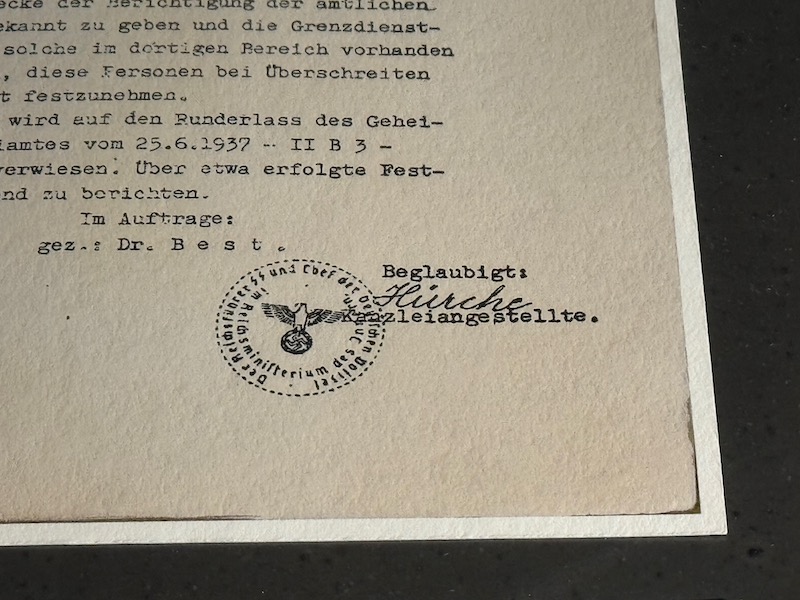 ecke der Berichtigung der amtlichen
ekannt zu geben und die Grenzdienst-
solche im dortigen Bereich vorhanden
, diese Personen bei Überschreiten
t festzunehmen.
wird auf den Runderlass des Gehei-
iamtes vom 25.6.1937 -- II B 3 -
verwiesen. Über etwa erfolgte Fest-
nd zu berichten.
Im Auftrage:
gez.: Dr. B e s t .
Beglaubigt:
Kanzleiangestellte.
Der Reichsführer SS und Chef der Deutschen Polizei
im Reichsministerium des Innern